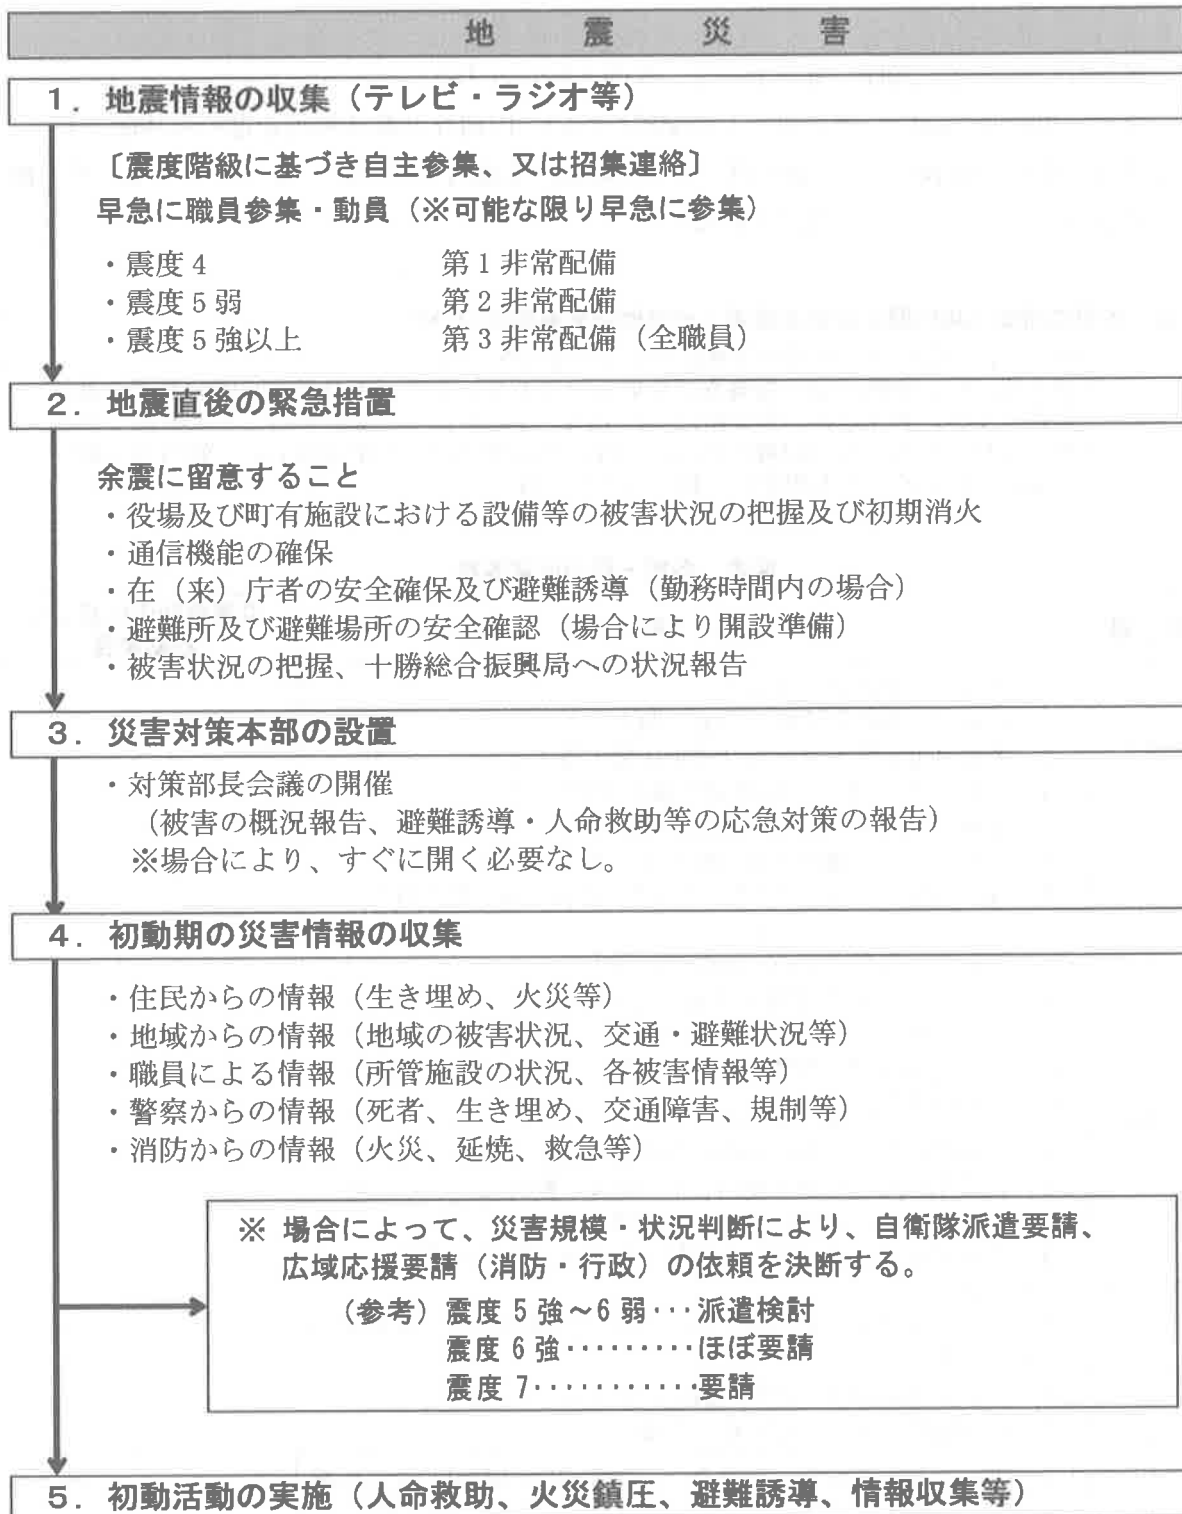 地震災害
1．地震情報の収集（テレビ・ラジオ等）
〔震度階級に基づき自主参集、又は招集連絡〕
早急に職員参集・動員（※可能な限り早急に参集）
・震度4　第1非常配備
・震度5弱　第2非常配備
・震度5強以上　第3非常配備（全職員）
2．地震直後の緊急措置
余震に留意すること
・役場及び町有施設における設備等の被害状況の把握及び初期消火
・通信機能の確保
・在（来）庁者の安全確保及び避難誘導（勤務時間内の場合）
・避難所及び避難場所の安全確認（場合により開設準備）
・被害状況の把握、十勝総合振興局への状況報告
3．災害対策本部の設置
・対策部長会議の開催
（被害の概況報告、避難誘導・人命救助等の応急対策の報告）
※場合により、すぐに開く必要なし。
4．初動期の災害情報の収集
・住民からの情報（生き埋め、火災等）
・地域からの情報（地域の被害状況、交通・避難状況等）
・職員による情報（所管施設の状況、各被害情報等）
・警察からの情報（死者、生き埋め、交通障害、規制等）
・消防からの情報（火災、延焼、救急等）
※ 場合によって、災害規模・状況判断により、自衛隊派遣要請、
広域応援要請（消防・行政）の依頼を決断する。
（参考）震度5強～6弱･･･派遣検討
震度6強･････････ほぼ要請
震度7････････････要請
5．初動活動の実施（人命救助、火災鎮圧、避難誘導、情報収集等）